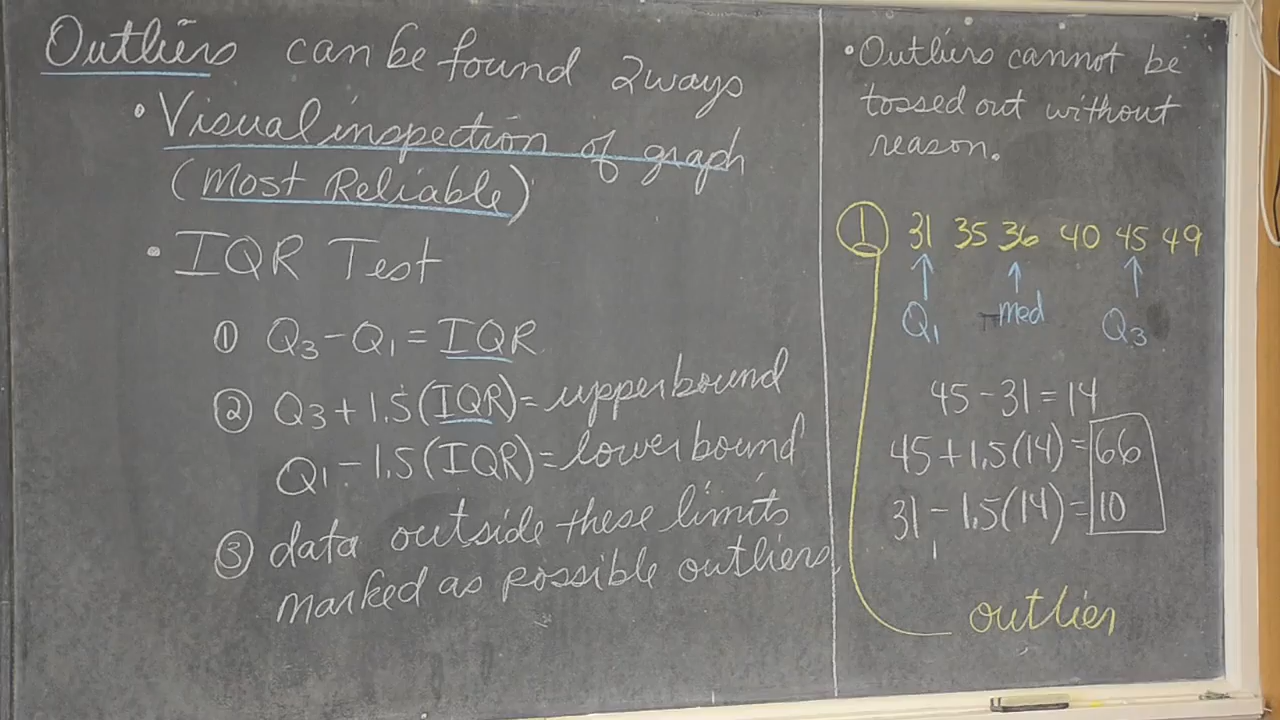 Outliers can be found 2ways
• Visual inspection of graph
(Most Reliable)
• IQR Test
① Q3 - Q1 = IQR
② Q3 + 1.5(IQR) = upperbound
Q1 - 1.5(IQR) = lowerbound
③ data outside these limits
marked as possible outliers.
• Outliers cannot be
tossed out without
reason.
① 31 35 36 40 45 49
Q1 med Q3
45 - 31 = 14
45 + 1.5(14) = 66
31 - 1.5(14) = 10
outlier